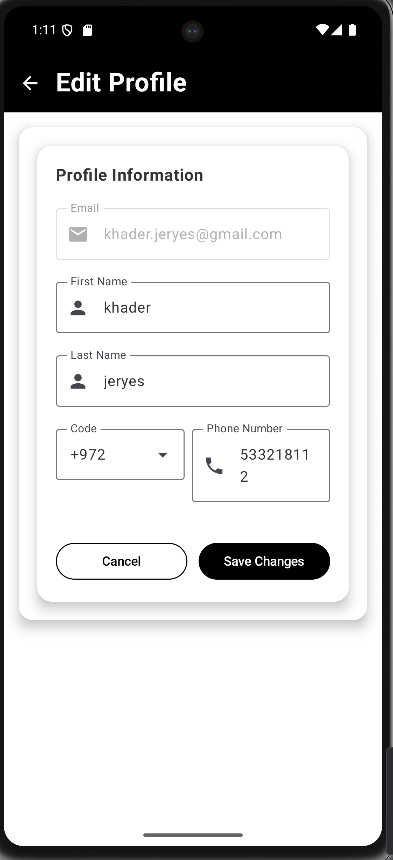 1:11
Edit Profile
Profile Information
Email
khader.jeryes@gmail.com
First Name
khader
Last Name
jeryes
Code
+972
Phone Number
53321811
2
Cancel
Save Changes